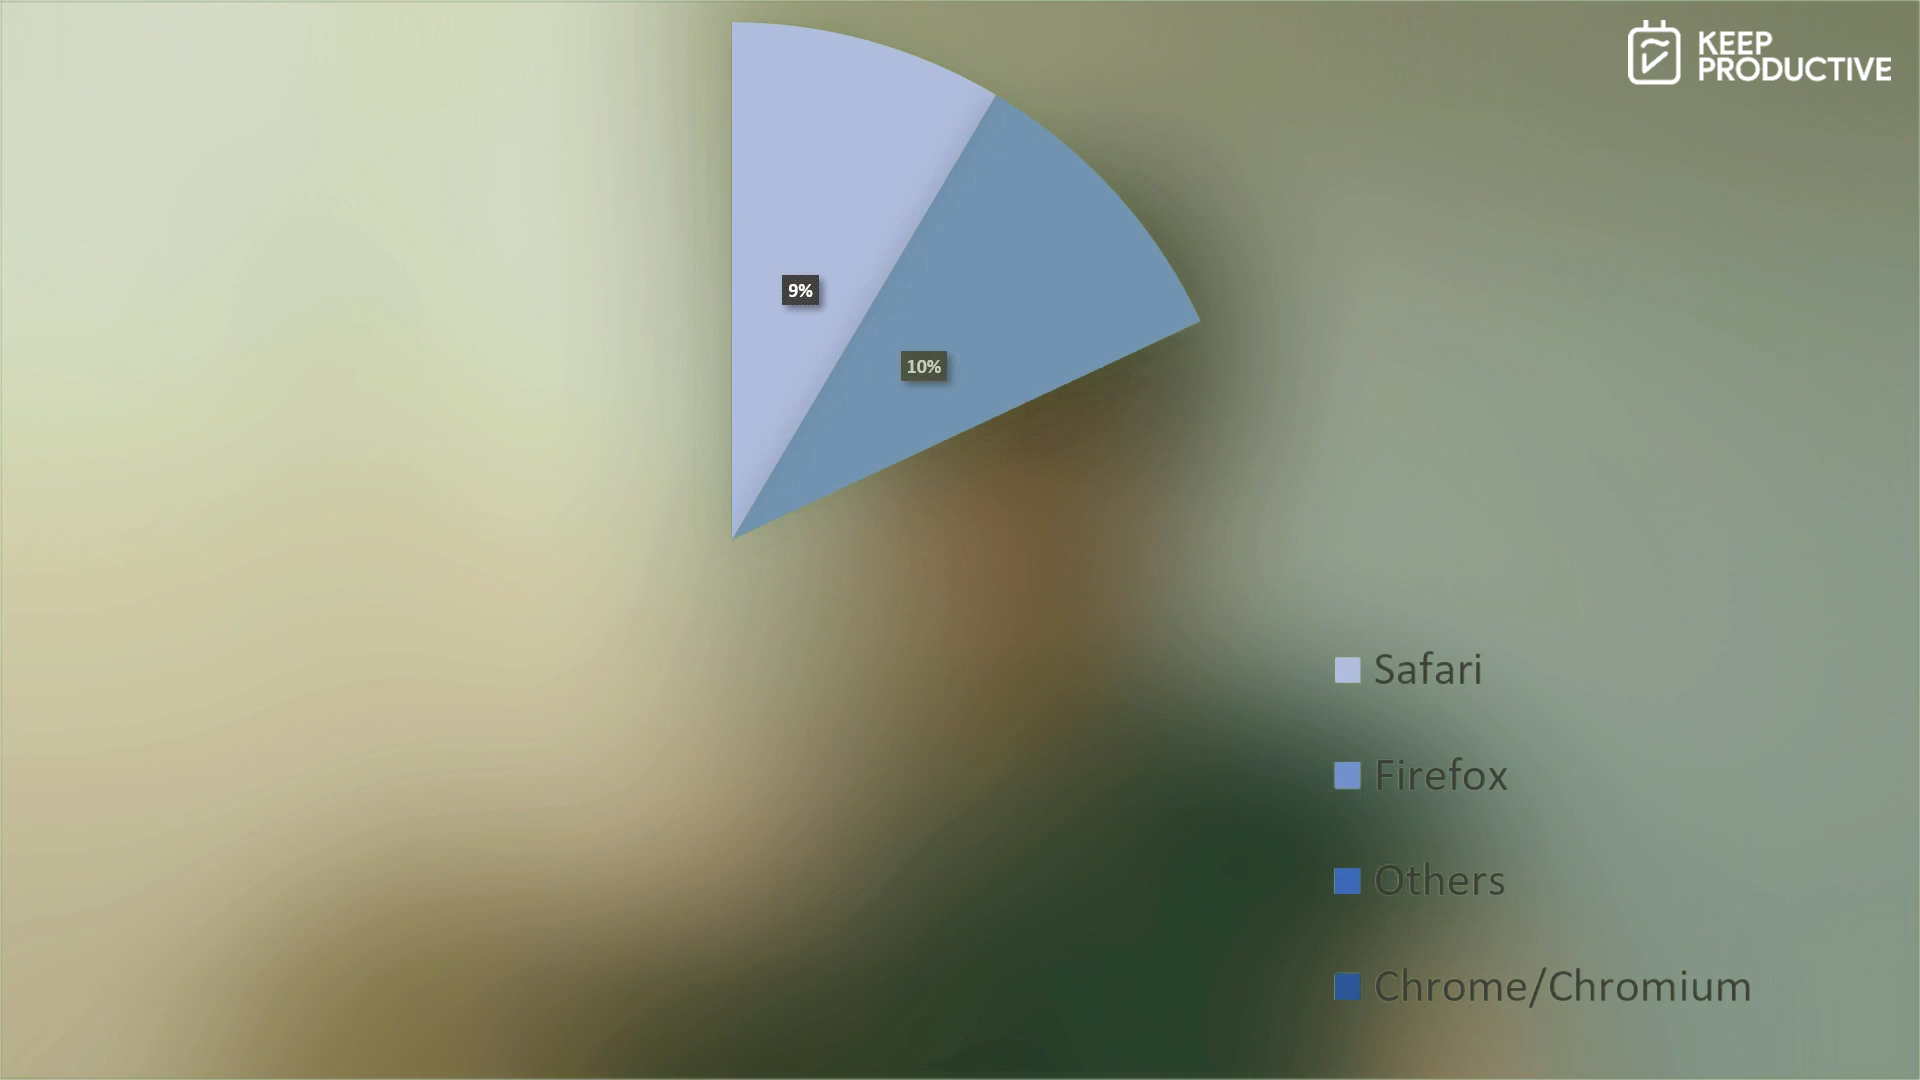 KEEP
PRODUCTIVE
9%
10%
Safari
Firefox
Others
Chrome/Chromium